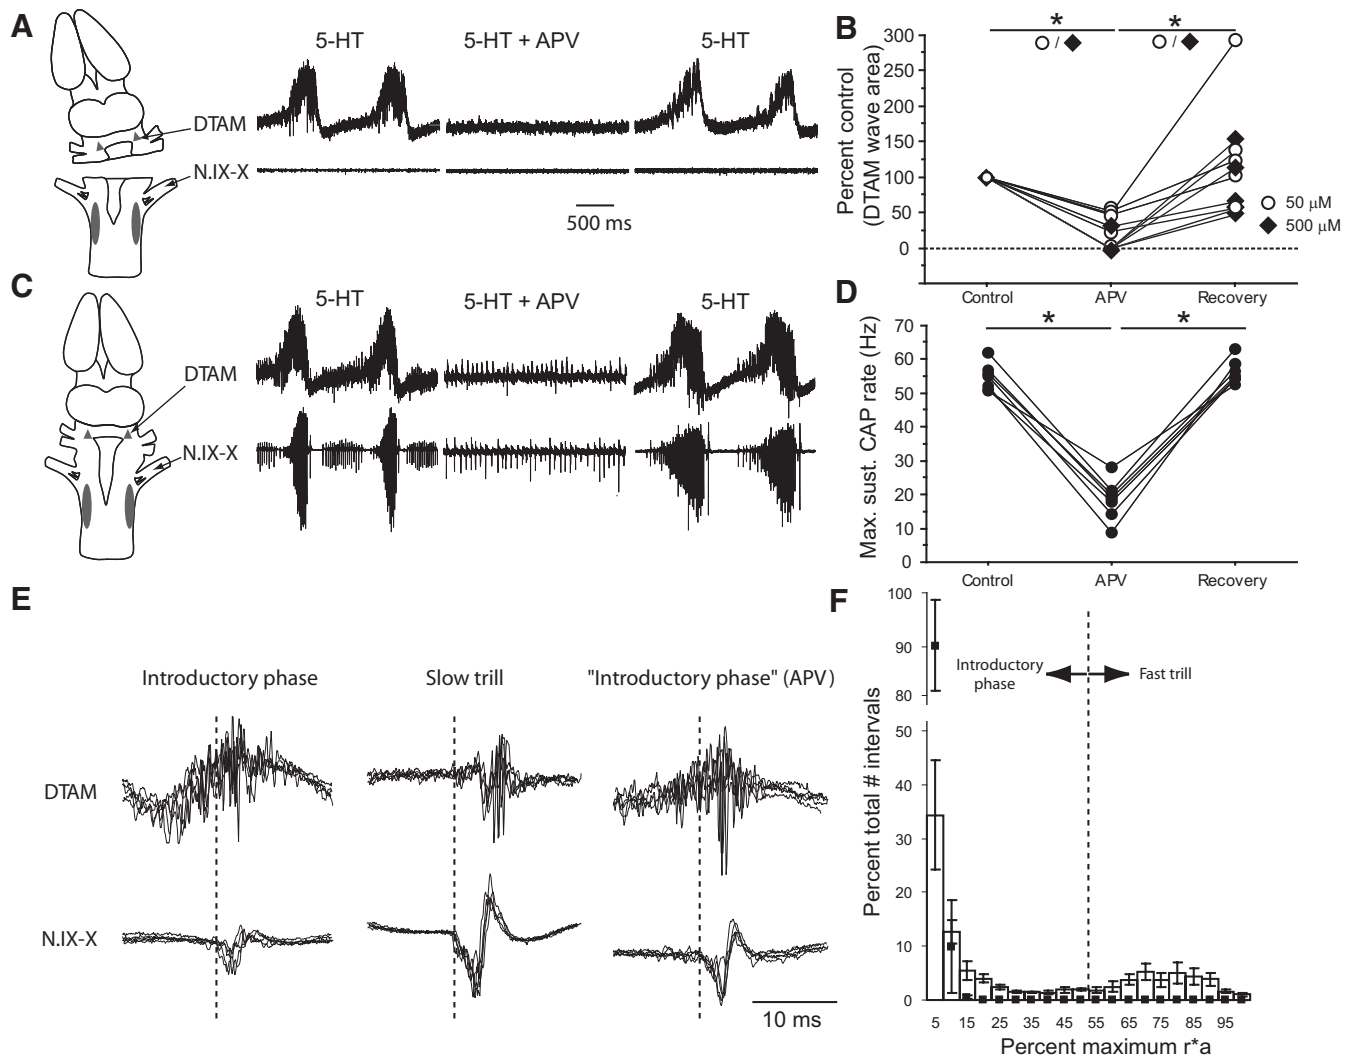 A
5-HT
5-HT + APV
5-HT
DTAM
N.IX-X
500 ms
B
Percent control
(DTAM wave area)
300
250
200
150
100
50
0
*
*
/
/
50 μM
500 μM
Control
APV
Recovery
C
5-HT
5-HT + APV
5-HT
DTAM
N.IX-X
D
Max. sust. CAP rate (Hz)
70
60
50
40
30
20
10
0
*
*
Control
APV
Recovery
E
Introductory phase
Slow trill
"Introductory phase" (APV)
DTAM
N.IX-X
10 ms
F
Percent total # intervals
100
90
80
50
40
30
20
10
0
Introductory
phase
Fast trill
5
15
25
35
45
55
65
75
85
95
Percent maximum r*a